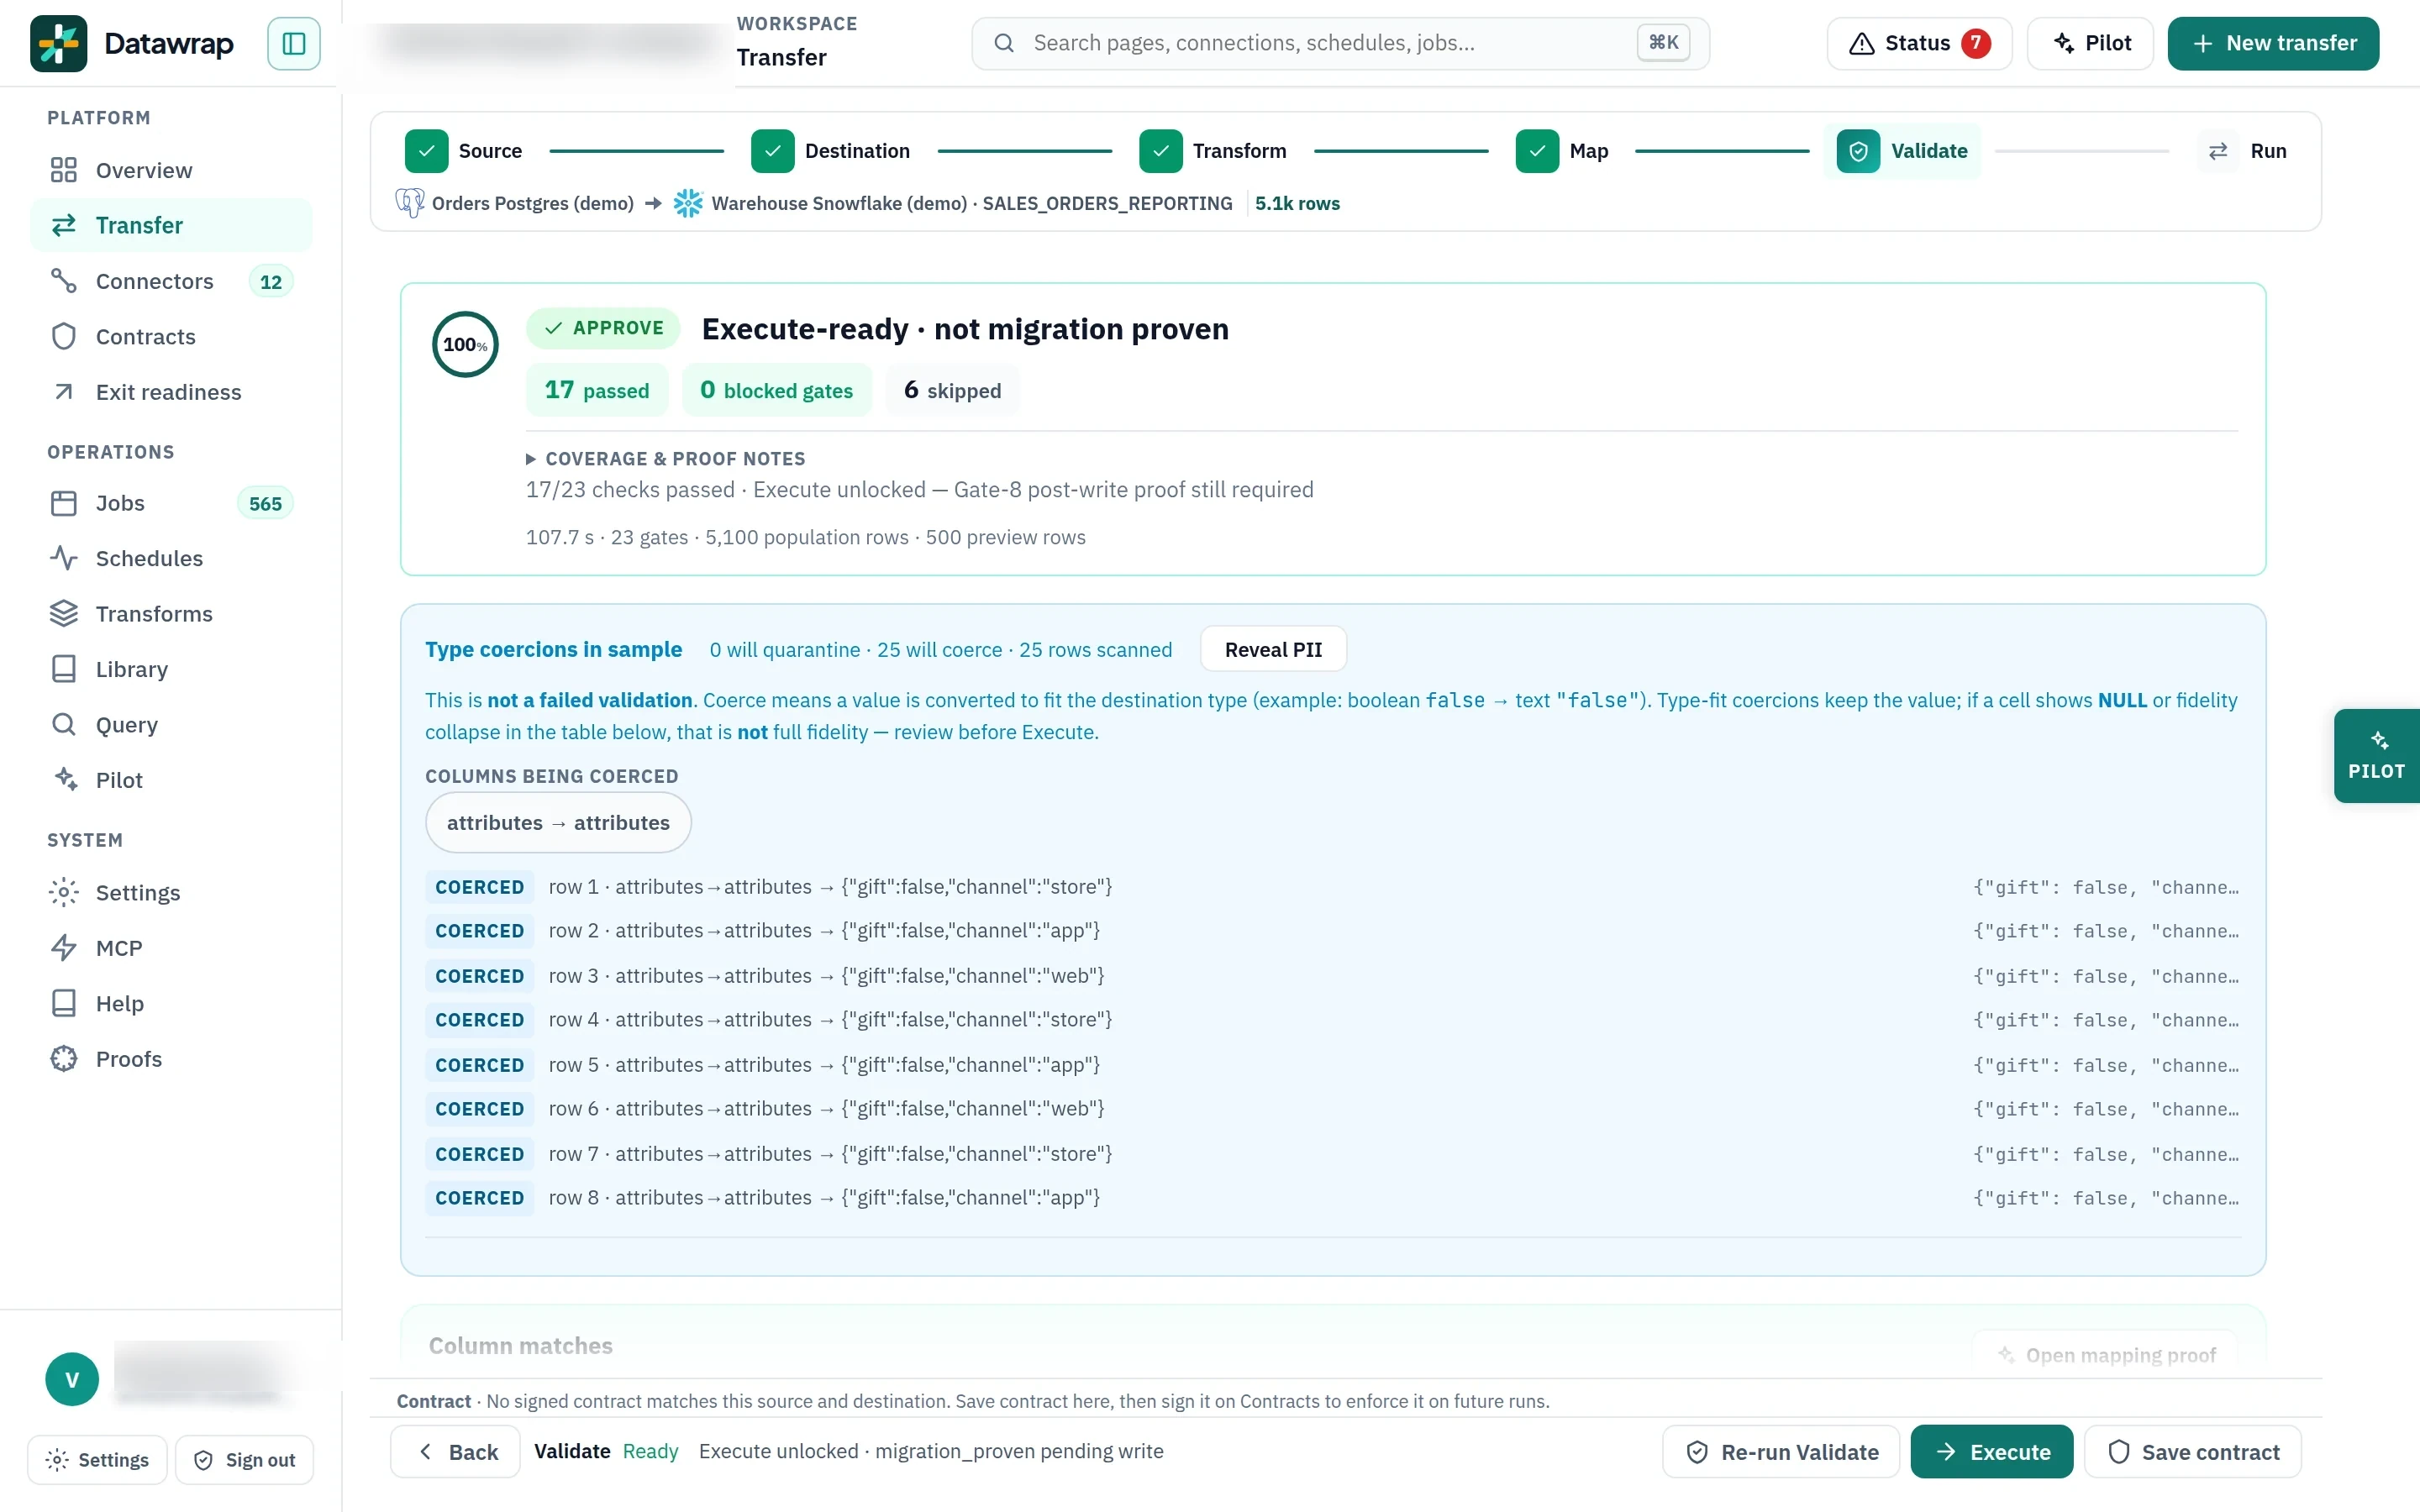 Datawrap
WORKSPACE
Transfer
Search pages, connections, schedules, jobs...
⌘K
Status 7
Pilot
New transfer
PLATFORM
Overview
Transfer
Connectors 12
Contracts
Exit readiness
OPERATIONS
Jobs 565
Schedules
Transforms
Library
Query
Pilot
SYSTEM
Settings
MCP
Help
Proofs
V
Settings
Sign out
Source
Destination
Transform
Map
Validate
Run
Orders Postgres (demo) → Warehouse Snowflake (demo) · SALES_ORDERS_REPORTING 5.1k rows
100%
APPROVE
Execute-ready · not migration proven
17 passed
0 blocked gates
6 skipped
COVERAGE & PROOF NOTES
17/23 checks passed · Execute unlocked — Gate-8 post-write proof still required
107.7 s · 23 gates · 5,100 population rows · 500 preview rows
Type coercions in sample 0 will quarantine · 25 will coerce · 25 rows scanned
Reveal PII
This is not a failed validation. Coerce means a value is converted to fit the destination type (example: boolean false → text "false"). Type-fit coercions keep the value; if a cell shows NULL or fidelity
collapse in the table below, that is not full fidelity — review before Execute.
COLUMNS BEING COERCED
attributes → attributes
COERCED row 1 · attributes→attributes → {"gift":false,"channel":"store"} {"gift": false, "channe…
COERCED row 2 · attributes→attributes → {"gift":false,"channel":"app"} {"gift": false, "channe…
COERCED row 3 · attributes→attributes → {"gift":false,"channel":"web"} {"gift": false, "channe…
COERCED row 4 · attributes→attributes → {"gift":false,"channel":"store"} {"gift": false, "channe…
COERCED row 5 · attributes→attributes → {"gift":false,"channel":"app"} {"gift": false, "channe…
COERCED row 6 · attributes→attributes → {"gift":false,"channel":"web"} {"gift": false, "channe…
COERCED row 7 · attributes→attributes → {"gift":false,"channel":"store"} {"gift": false, "channe…
COERCED row 8 · attributes→attributes → {"gift":false,"channel":"app"} {"gift": false, "channe…
Column matches
Open mapping proof
Contract · No signed contract matches this source and destination. Save contract here, then sign it on Contracts to enforce it on future runs.
Back
Validate Ready Execute unlocked · migration_proven pending write
Re-run Validate
Execute
Save contract
PILOT